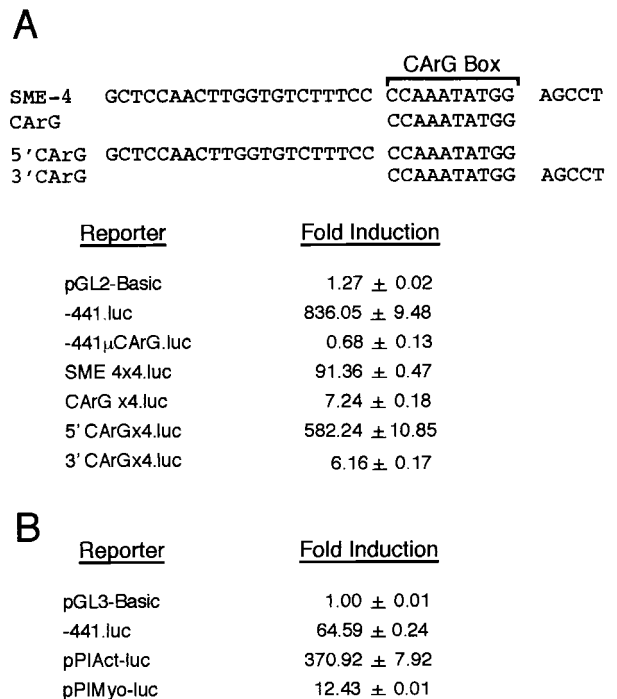 A
CArG Box
SME-4 GCTCCAACTTGGTGTCTTTCC CCAAATATGG AGCCT
CArG CCAAATATGG
5'CArG GCTCCAACTTGGTGTCTTTCC CCAAATATGG
3'CArG CCAAATATGG AGCCT
Reporter Fold Induction
pGL2-Basic 1.27 ± 0.02
-441.luc 836.05 ± 9.48
-441µCArG.luc 0.68 ± 0.13
SME 4x4.luc 91.36 ± 0.47
CArG x4.luc 7.24 ± 0.18
5' CArGx4.luc 582.24 ±10.85
3' CArGx4.luc 6.16 ± 0.17
B
Reporter Fold Induction
pGL3-Basic 1.00 ± 0.01
-441.luc 64.59 ± 0.24
pPIAct-luc 370.92 ± 7.92
pPIMyo-luc 12.43 ± 0.01